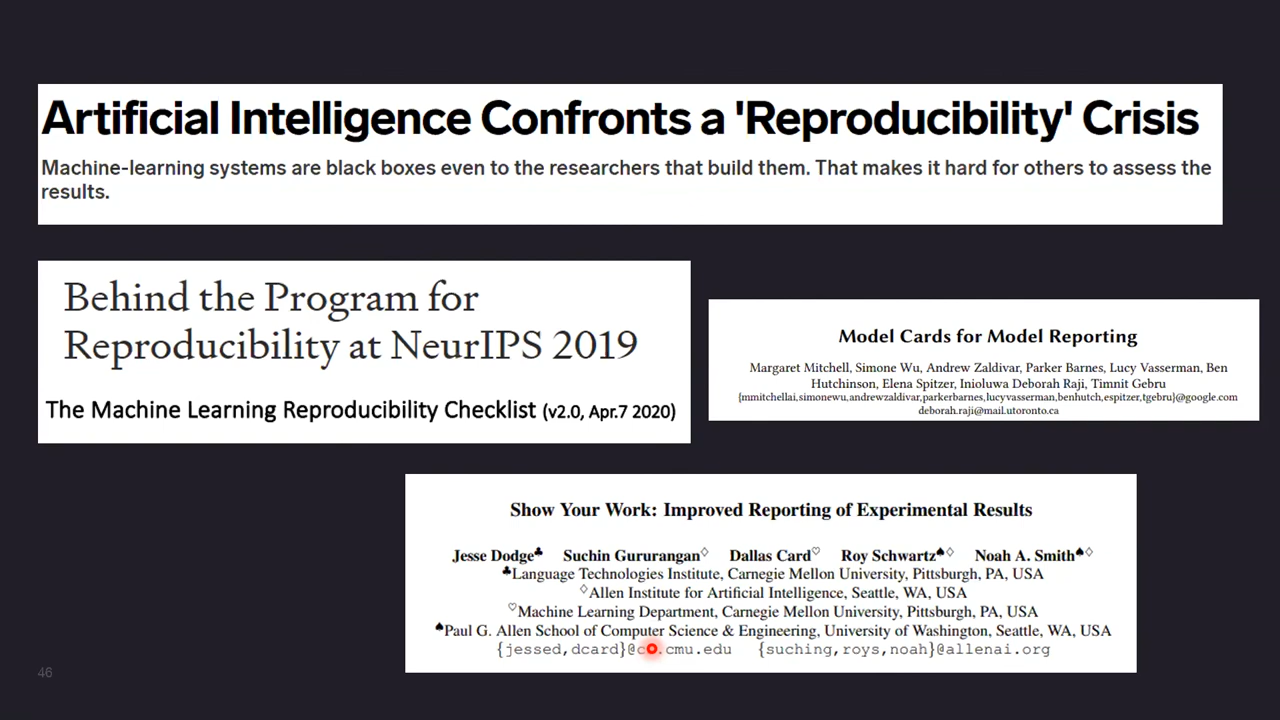 Artificial Intelligence Confronts a 'Reproducibility' Crisis
Machine-learning systems are black boxes even to the researchers that build them. That makes it hard for others to assess the
results.
Behind the Program for
Reproducibility at NeurIPS 2019
The Machine Learning Reproducibility Checklist (v2.0, Apr.7 2020)
Model Cards for Model Reporting
Margaret Mitchell, Simone Wu, Andrew Zaldivar, Parker Barnes, Lucy Vasserman, Ben
Hutchinson, Elena Spitzer, Inioluwa Deborah Raji, Timnit Gebru
{mmitchellai,simonewu,andrewzaldivar,parkerbarnes,lucyvasserman,benhutch,espitzer,tgebru}@google.com
deborah.raji@mail.utoronto.ca
Show Your Work: Improved Reporting of Experimental Results
Jesse Dodge♣ Suchin Gururangan♢ Dallas Card♡ Roy Schwartz♠♢ Noah A. Smith♠♢
♣Language Technologies Institute, Carnegie Mellon University, Pittsburgh, PA, USA
♢Allen Institute for Artificial Intelligence, Seattle, WA, USA
♡Machine Learning Department, Carnegie Mellon University, Pittsburgh, PA, USA
♠Paul G. Allen School of Computer Science & Engineering, University of Washington, Seattle, WA, USA
{jessed,dcard}@ .cmu.edu {suching,roys,noah}@allenai.org
46